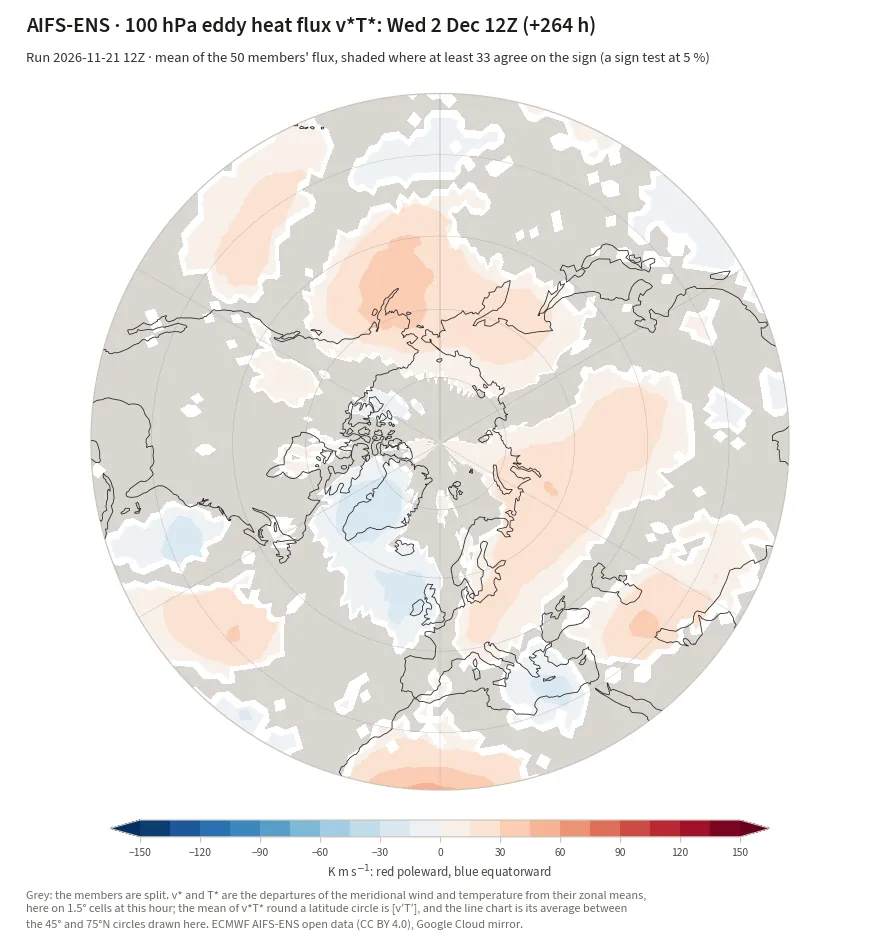 AIFS-ENS · 100 hPa eddy heat flux v*T*: Wed 2 Dec 12Z (+264 h)
Run 2026-11-21 12Z · mean of the 50 members' flux, shaded where at least 33 agree on the sign (a sign test at 5 %)
−150 −120 −90 −60 −30 0 30 60 90 120 150
K m s⁻¹: red poleward, blue equatorward
Grey: the members are split. v* and T* are the departures of the meridional wind and temperature from their zonal means,
here on 1.5° cells at this hour; the mean of v*T* round a latitude circle is [v'T'], and the line chart is its average between
the 45° and 75°N circles drawn here. ECMWF AIFS-ENS open data (CC BY 4.0), Google Cloud mirror.